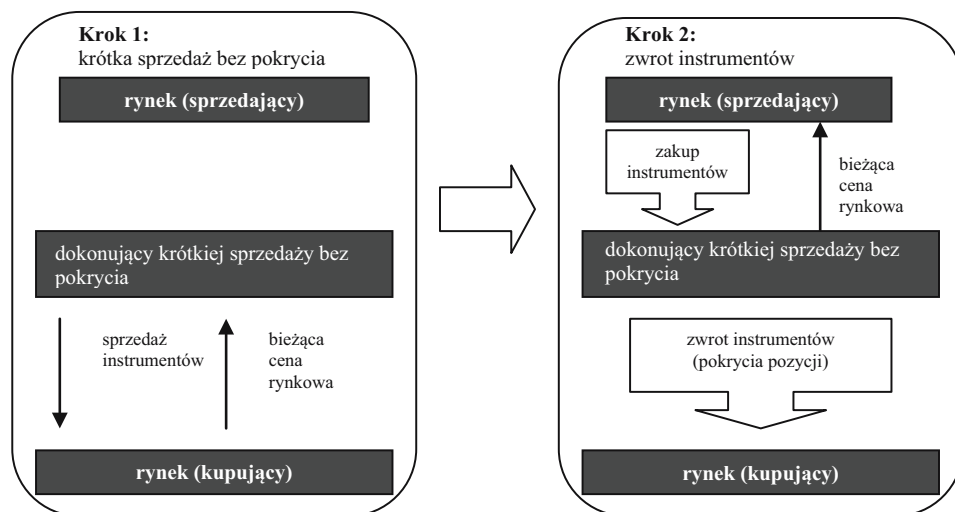 Krok 1:
krótka sprzedaż bez pokrycia
rynek (sprzedający)
dokonujący krótkiej sprzedaży bez
pokrycia
sprzedaż
instrumentów
bieżąca
cena
rynkowa
rynek (kupujący)
Krok 2:
zwrot instrumentów
rynek (sprzedający)
zakup
instrumentów
bieżąca
cena
rynkowa
dokonujący krótkiej sprzedaży bez
pokrycia
zwrot instrumentów
(pokrycia pozycji)
rynek (kupujący)